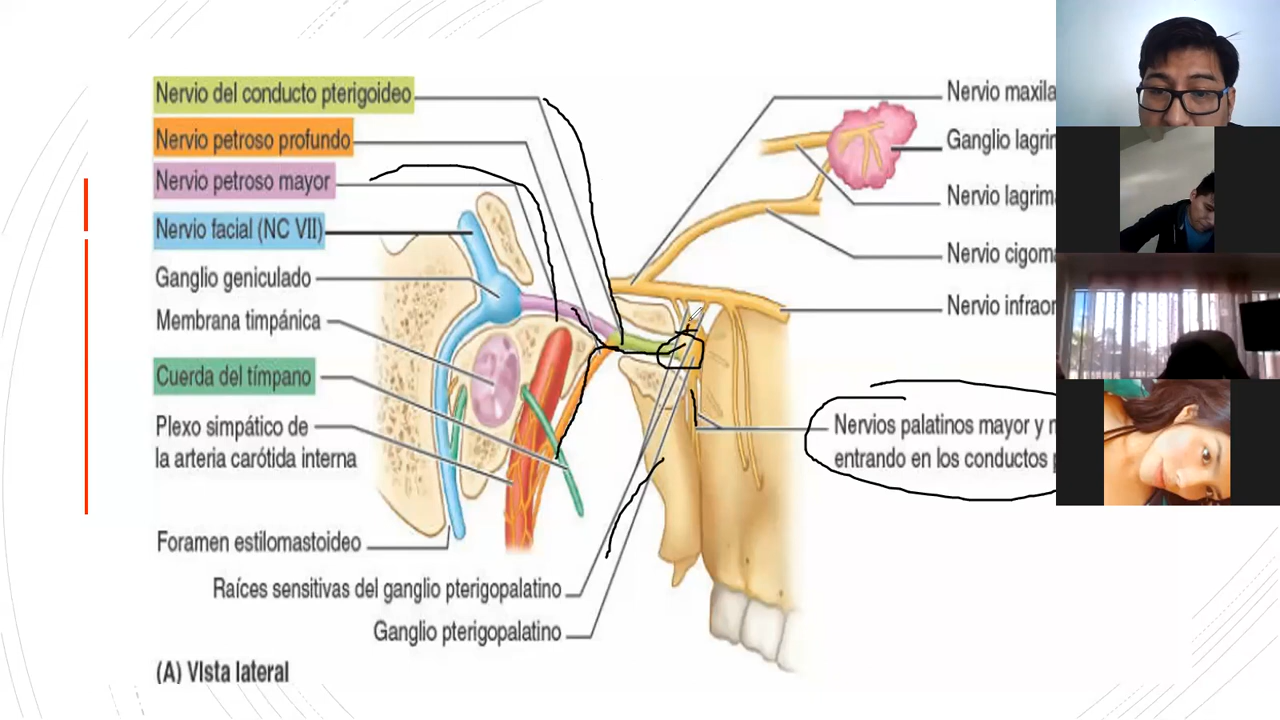 Nervio del conducto pterigoideo
Nervio petroso profundo
Nervio petroso mayor
Nervio facial (NC VII)
Ganglio geniculado
Membrana timpánica
Cuerda del tímpano
Plexo simpático de
la arteria carótida interna
Foramen estilomastoideo
Raíces sensitivas del ganglio pterigopalatino
Ganglio pterigopalatino
(A) VIsta lateral
Nervio maxila
Ganglio lagrim
Nervio lagrima
Nervio cigom
Nervio infraor
Nervios palatinos mayor y
entrando en los conductos